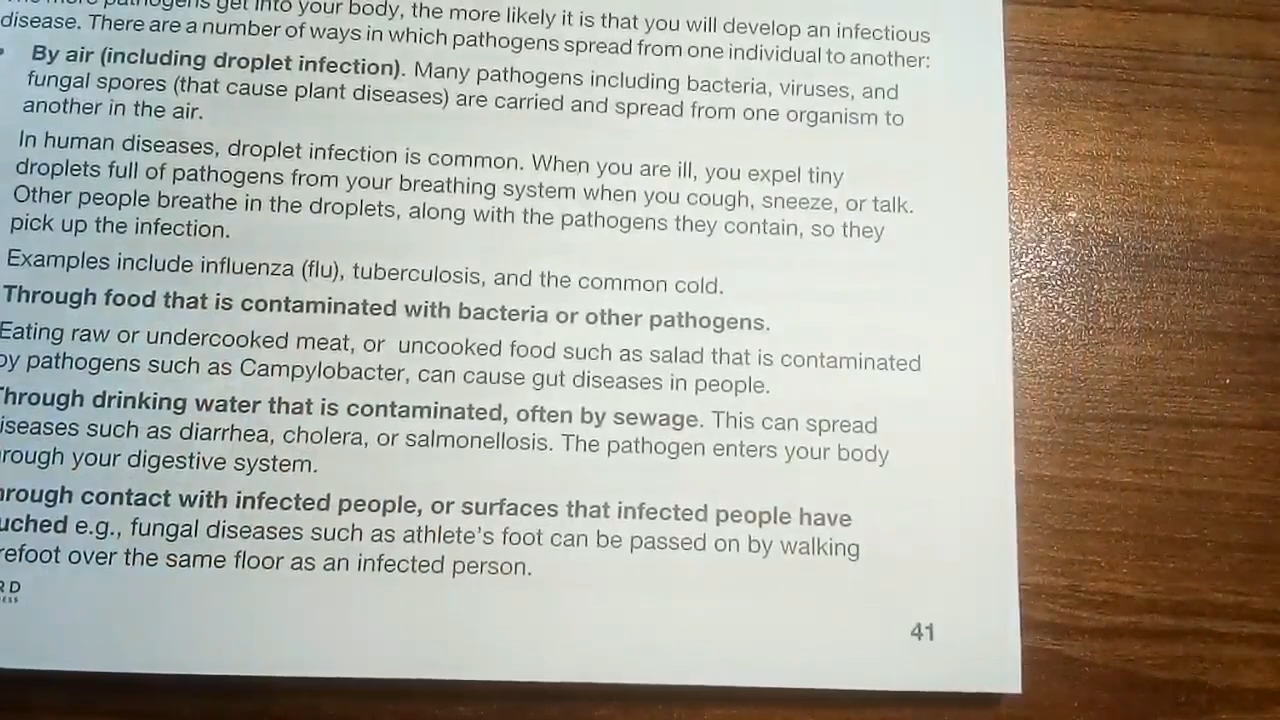 pathogens get into your body, the more likely it is that you will develop an infectious
disease. There are a number of ways in which pathogens spread from one individual to another:
• By air (including droplet infection). Many pathogens including bacteria, viruses, and
fungal spores (that cause plant diseases) are carried and spread from one organism to
another in the air.
In human diseases, droplet infection is common. When you are ill, you expel tiny
droplets full of pathogens from your breathing system when you cough, sneeze, or talk.
Other people breathe in the droplets, along with the pathogens they contain, so they
pick up the infection.
Examples include influenza (flu), tuberculosis, and the common cold.
Through food that is contaminated with bacteria or other pathogens.
Eating raw or undercooked meat, or uncooked food such as salad that is contaminated
by pathogens such as Campylobacter, can cause gut diseases in people.
Through drinking water that is contaminated, often by sewage. This can spread
iseases such as diarrhea, cholera, or salmonellosis. The pathogen enters your body
rough your digestive system.
hrough contact with infected people, or surfaces that infected people have
uched e.g., fungal diseases such as athlete's foot can be passed on by walking
refoot over the same floor as an infected person.
RD
ESS
41